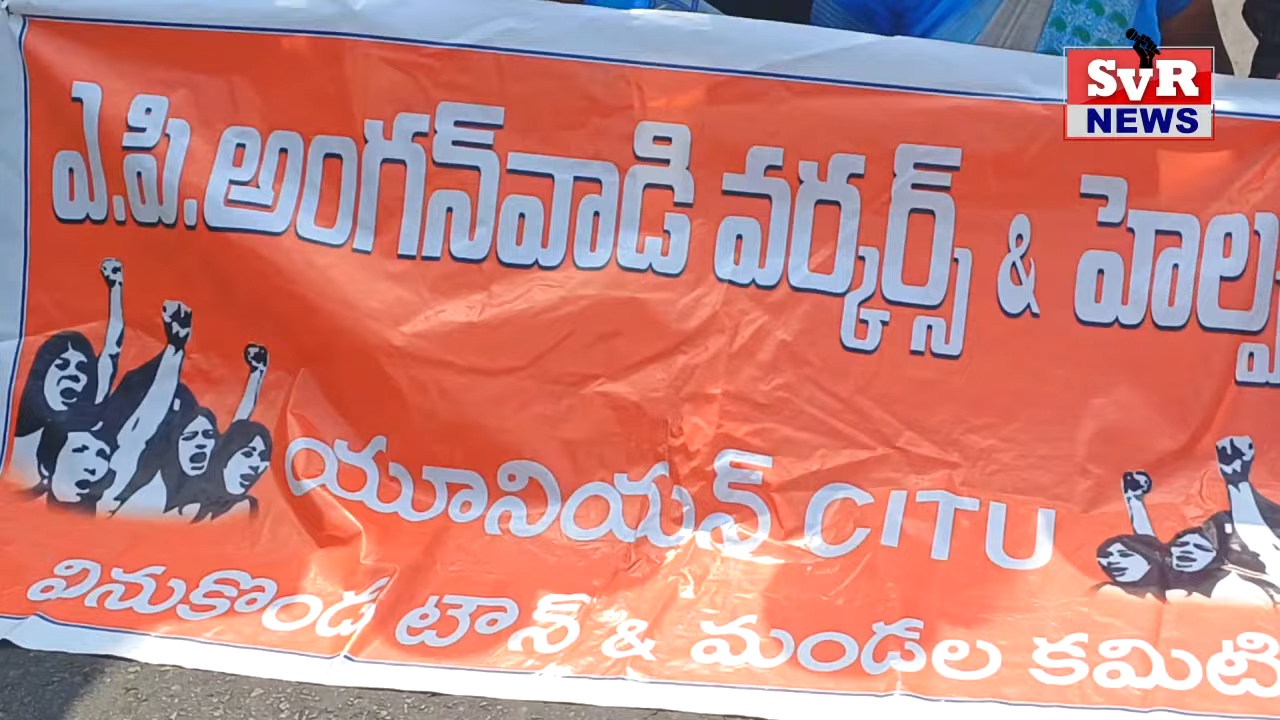 SVR
NEWS
ఎ.పి.అంగన్‌వాడి వర్కర్స్ & హెల్ప
యూనియన్ CITU
వినుకొండ టౌన్ & మండల కమిటి